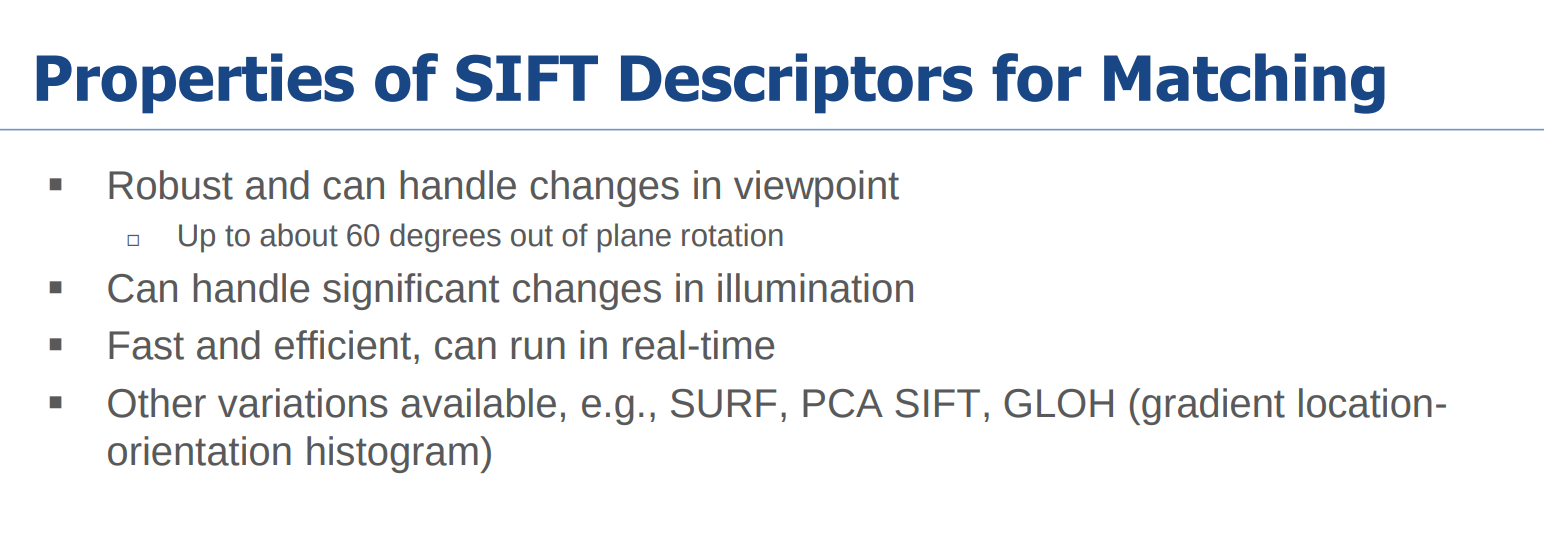 Properties of SIFT Descriptors for Matching
▪ Robust and can handle changes in viewpoint
▫ Up to about 60 degrees out of plane rotation
▪ Can handle significant changes in illumination
▪ Fast and efficient, can run in real-time
▪ Other variations available, e.g., SURF, PCA SIFT, GLOH (gradient location-
orientation histogram)